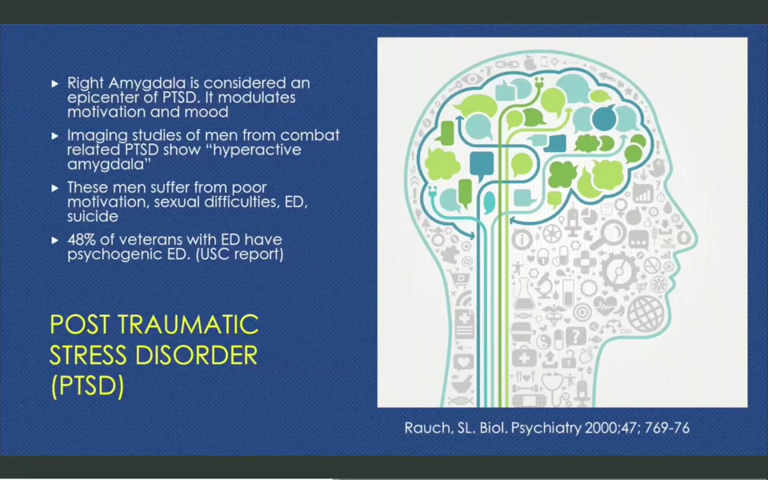 ▸ Right Amygdala is considered an
epicenter of PTSD. It modulates
motivation and mood
▸ Imaging studies of men from combat
related PTSD show “hyperactive
amygdala”
▸ These men suffer from poor
motivation, sexual difficulties, ED,
suicide
▸ 48% of veterans with ED have
psychogenic ED. (USC report)
POST TRAUMATIC
STRESS DISORDER
(PTSD)
Rauch, SL. Biol. Psychiatry 2000;47; 769-76